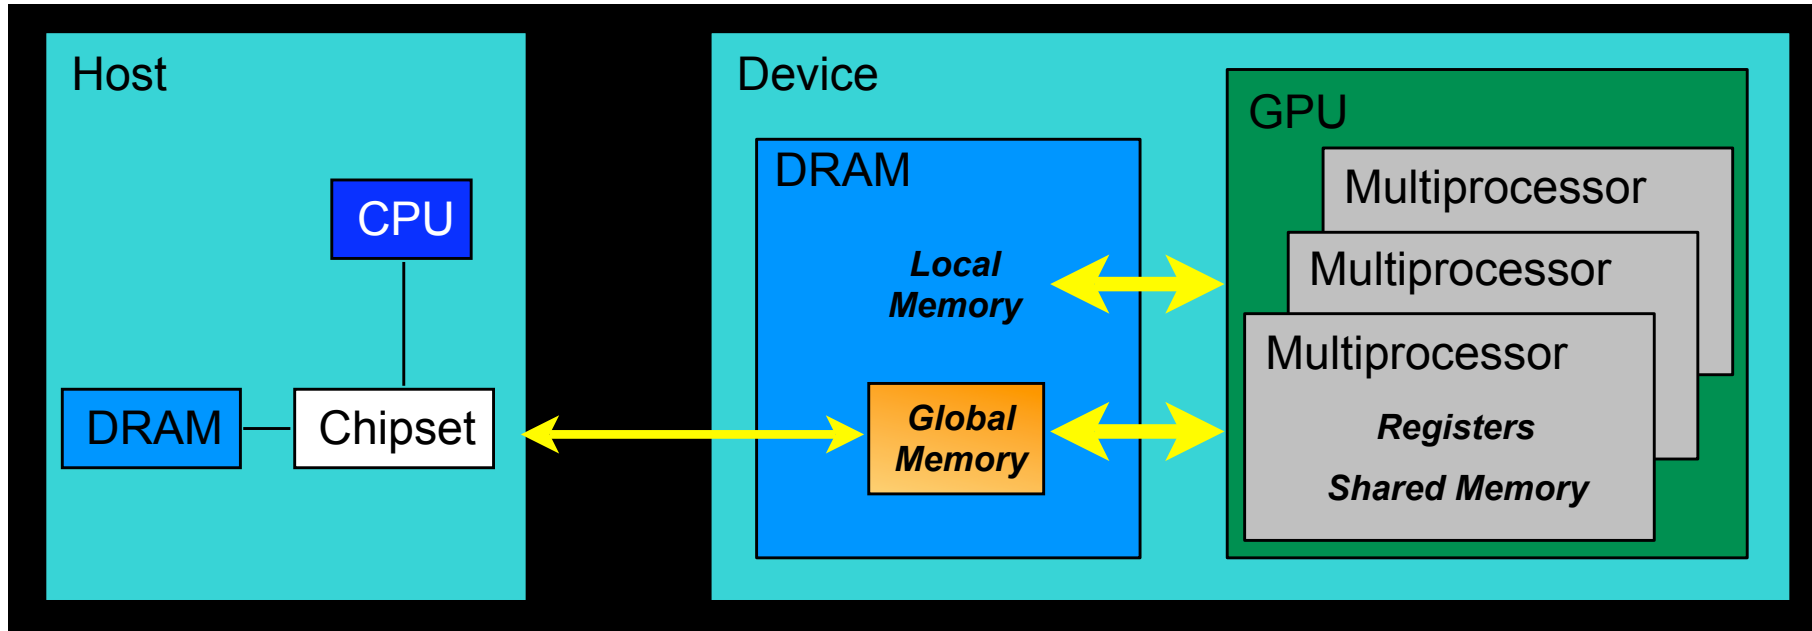 Host
CPU
DRAM
Chipset
Device
DRAM
Local
Memory
Global
Memory
GPU
Multiprocessor
Multiprocessor
Multiprocessor
Registers
Shared Memory